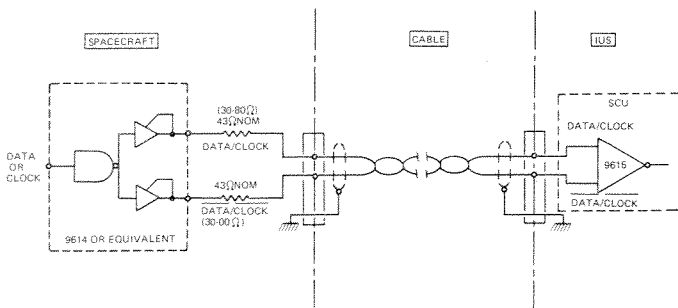 SPACECRAFT
CABLE
IUS
(30-80Ω)
43ΩNOM
DATA/CLOCK
DATA
OR
CLOCK
43ΩNOM
DATA/CLOCK
(30-00Ω)
9614 OR EQUIVALENT
SCU
DATA/CLOCK
9615
DATA/CLOCK